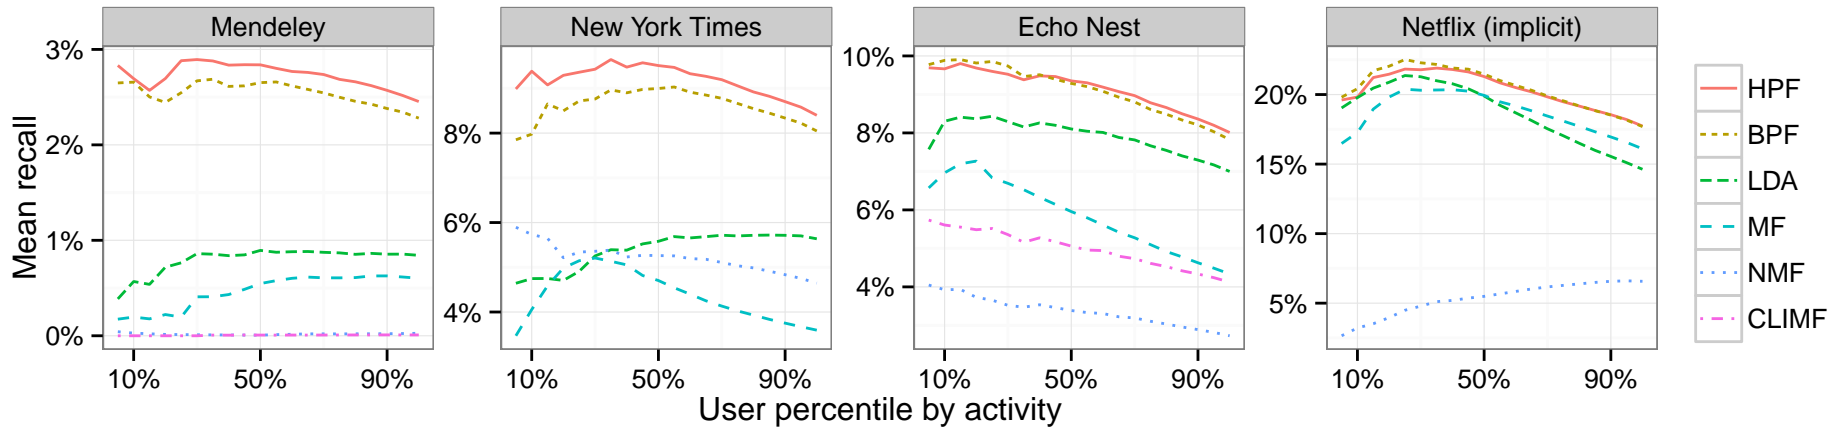 Mendeley
New York Times
Echo Nest
Netflix (implicit)
Mean recall
3%
2%
1%
0%
10%
50%
90%
8%
6%
4%
10%
50%
90%
10%
8%
6%
4%
10%
50%
90%
20%
15%
10%
5%
10%
50%
90%
User percentile by activity
HPF
BPF
LDA
MF
NMF
CLIMF